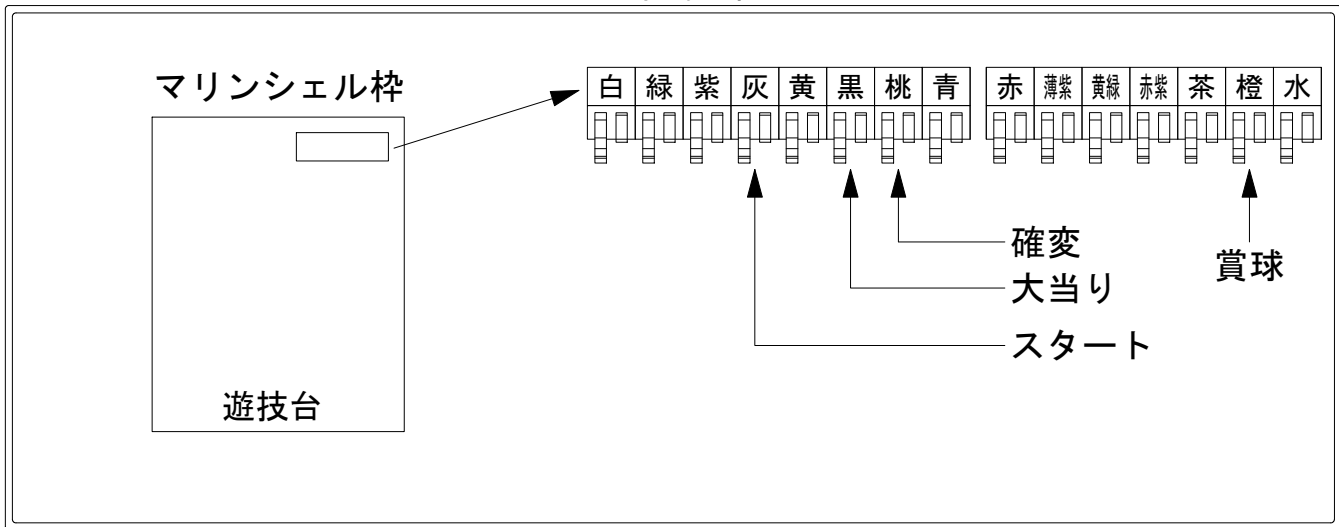 マリンシェル枠
遊技台
白 緑 紫 灰 黄 黒 桃 青 赤 薄紫 黄緑 赤紫 茶 橙 水
確変
大当り
スタート
賞球